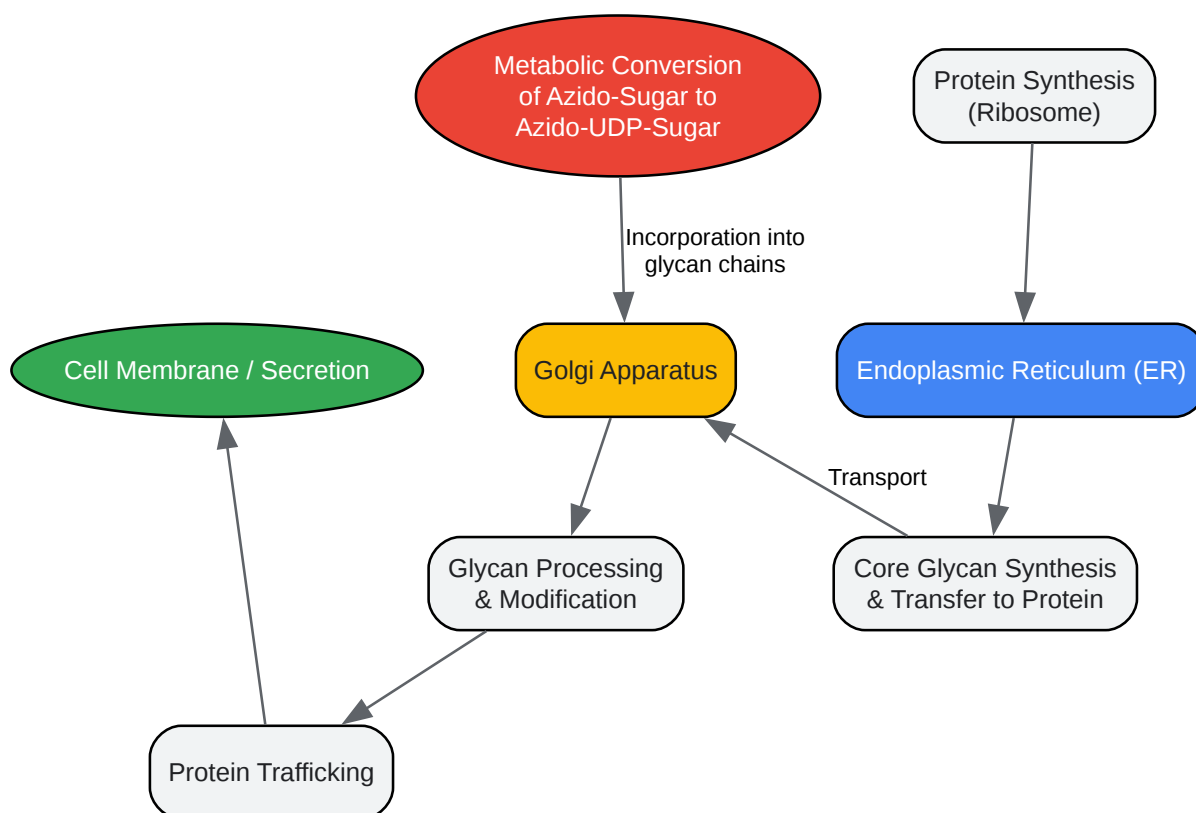 Metabolic Conversion
of Azido-Sugar to
Azido-UDP-Sugar
Protein Synthesis
(Ribosome)
Incorporation into
glycan chains
Cell Membrane / Secretion
Golgi Apparatus
Endoplasmic Reticulum (ER)
Transport
Glycan Processing
& Modification
Core Glycan Synthesis
& Transfer to Protein
Protein Trafficking